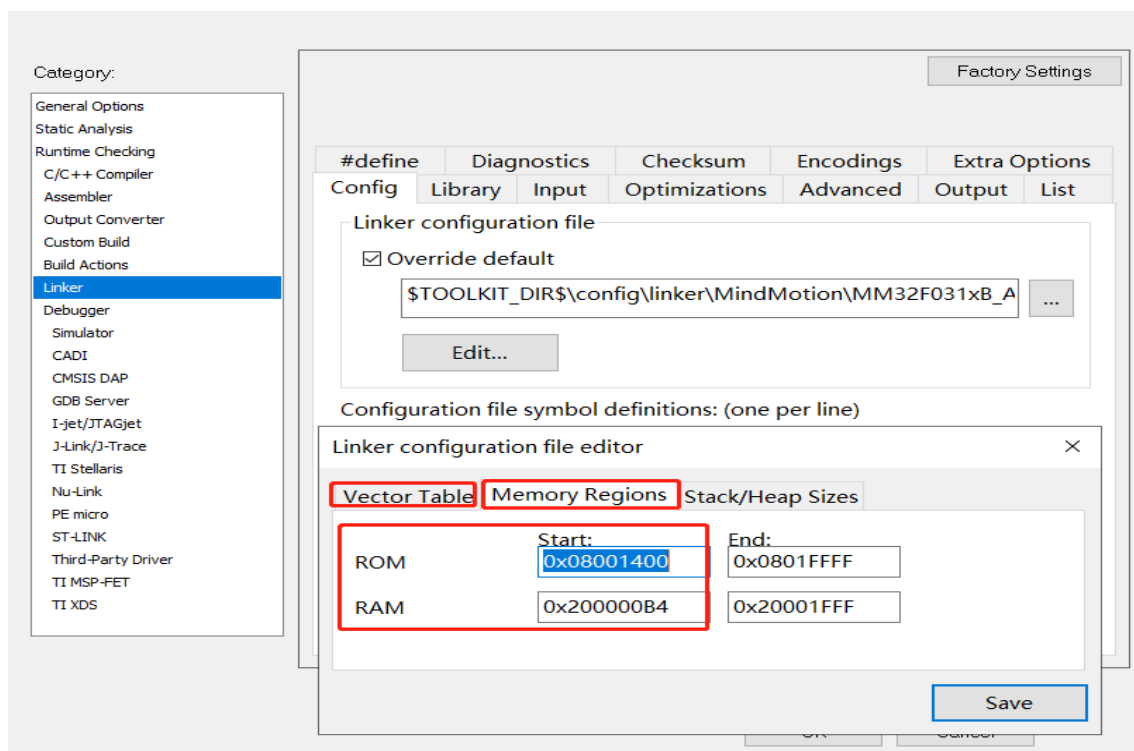 Category:
Factory Settings
General Options
Static Analysis
Runtime Checking
C/C++ Compiler
Assembler
Output Converter
Custom Build
Build Actions
Linker
Debugger
Simulator
CADI
CMSIS DAP
GDB Server
I-jet/JTAGjet
J-Link/J-Trace
TI Stellaris
Nu-Link
PE micro
ST-LINK
Third-Party Driver
TI MSP-FET
TI XDS
#define Diagnostics Checksum Encodings Extra Options
Config Library Input Optimizations Advanced Output List
Linker configuration file
Override default
$TOOLKIT_DIR$\config\linker\MindMotion\MM32F031xB_A ...
Edit...
Configuration file symbol definitions: (one per line)
Linker configuration file editor
Vector Table Memory Regions Stack/Heap Sizes
Start: End:
ROM 0x08001400 0x0801FFFF
RAM 0x200000B4 0x20001FFF
Save